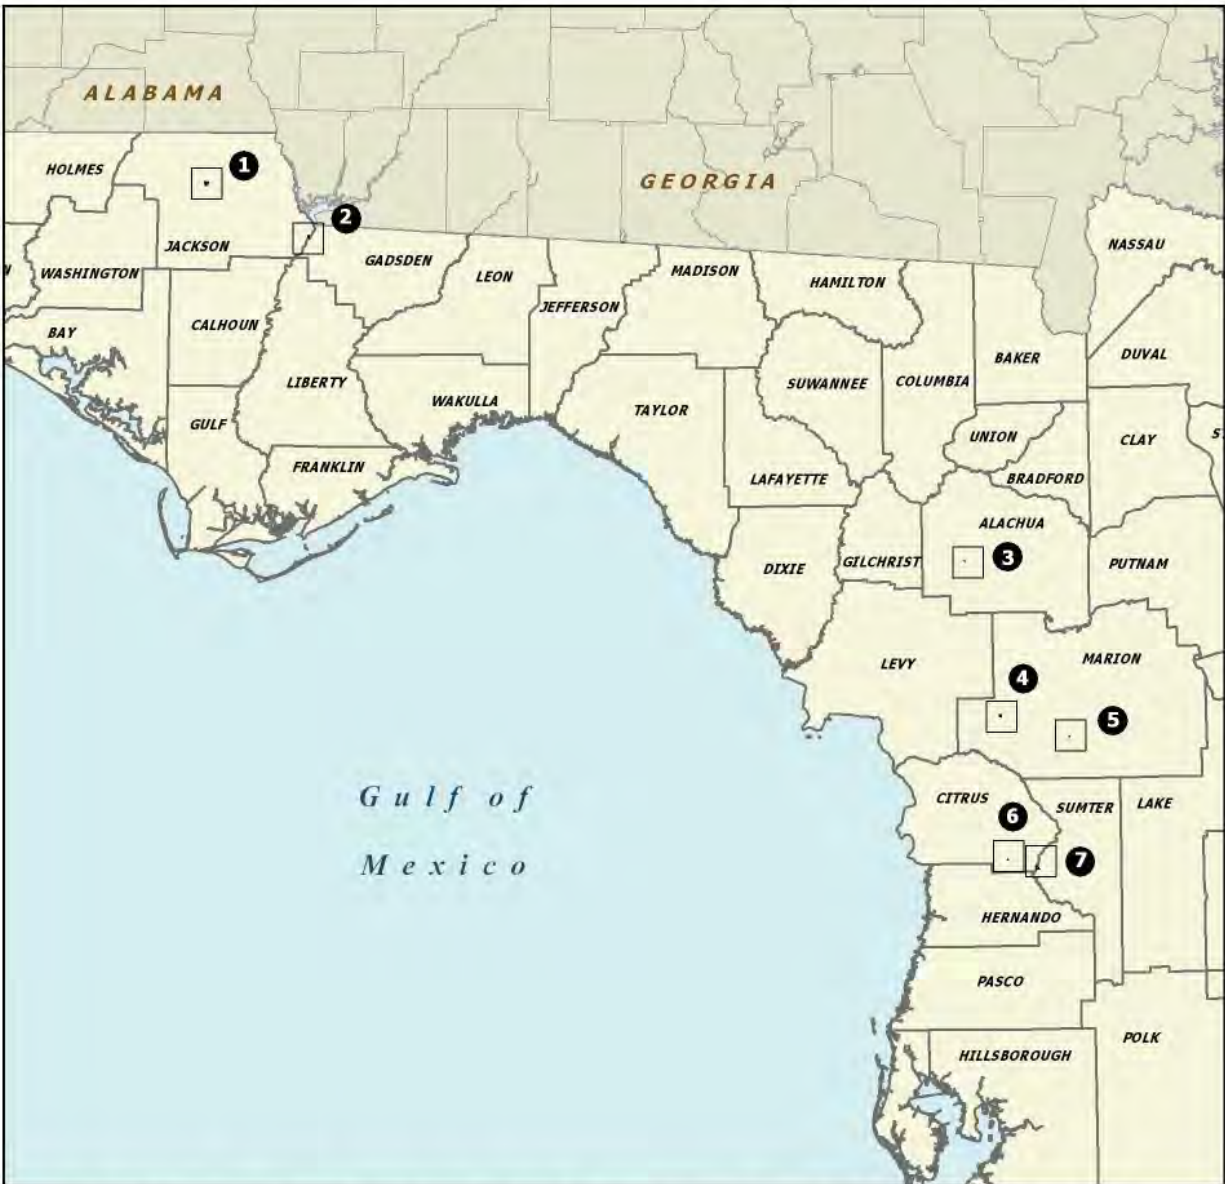 ALABAMA
GEORGIA
HOLMES
1
2
JACKSON
WASHINGTON
N
GADSDEN
LEON
MADISON
HAMILTON
NASSAU
JEFFERSON
BAY
CALHOUN
BAKER
DUVAL
LIBERTY
SUWANNEE
COLUMBIA
WAKULLA
TAYLOR
GULF
UNION
CLAY
FRANKLIN
LAFAYETTE
BRADFORD
ALACHUA
3
DIXIE
GILCHRIST
PUTNAM
LEVY
MARION
4
5
Gulf of
Mexico
CITRUS
SUMTER
LAKE
6
7
HERNANDO
PASCO
POLK
HILLSBOROUGH